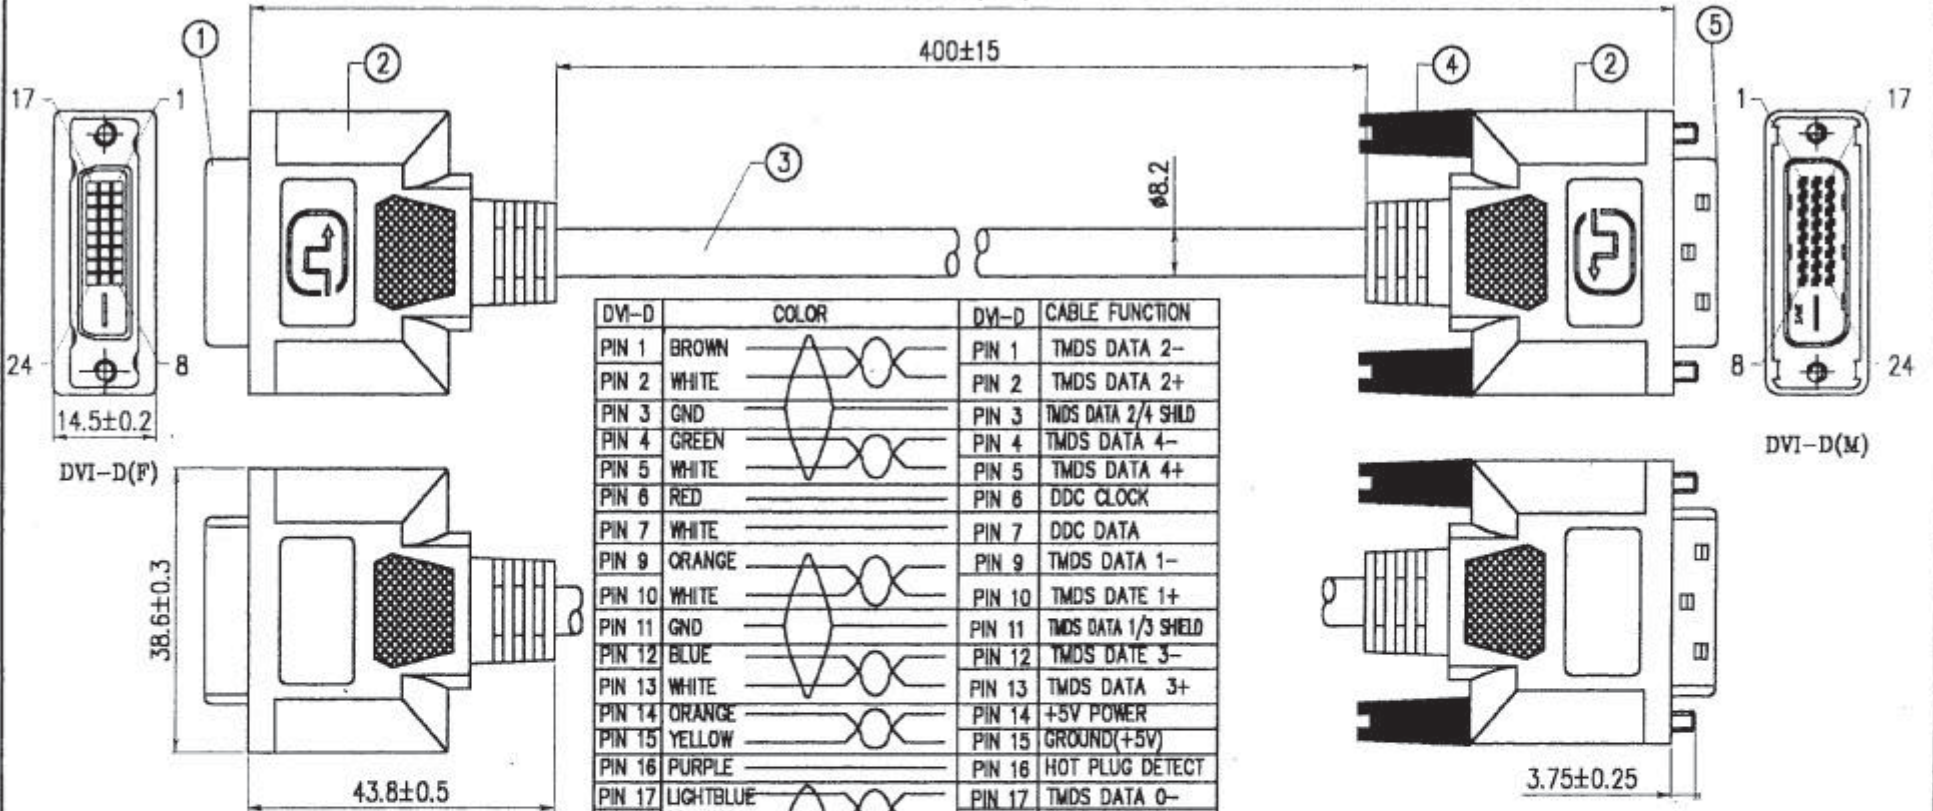 400±15
1
2
4
2
5
17
1
1
17
3
ø8.2
24
8
8
24
14.5±0.2
DVI-D(F)
DVI-D(M)
38.6±0.3
43.8±0.5
3.75±0.25
DVI-D COLOR DVI-D CABLE FUNCTION
PIN 1 BROWN PIN 1 TMDS DATA 2-
PIN 2 WHITE PIN 2 TMDS DATA 2+
PIN 3 GND PIN 3 TMDS DATA 2/4 SHILD
PIN 4 GREEN PIN 4 TMDS DATA 4-
PIN 5 WHITE PIN 5 TMDS DATA 4+
PIN 6 RED PIN 6 DDC CLOCK
PIN 7 WHITE PIN 7 DDC DATA
PIN 9 ORANGE PIN 9 TMDS DATA 1-
PIN 10 WHITE PIN 10 TMDS DATE 1+
PIN 11 GND PIN 11 TMDS DATA 1/3 SHIELD
PIN 12 BLUE PIN 12 TMDS DATE 3-
PIN 13 WHITE PIN 13 TMDS DATA 3+
PIN 14 ORANGE PIN 14 +5V POWER
PIN 15 YELLOW PIN 15 GROUND(+5V)
PIN 16 PURPLE PIN 16 HOT PLUG DETECT
PIN 17 LIGHTBLUE PIN 17 TMDS DATA 0-